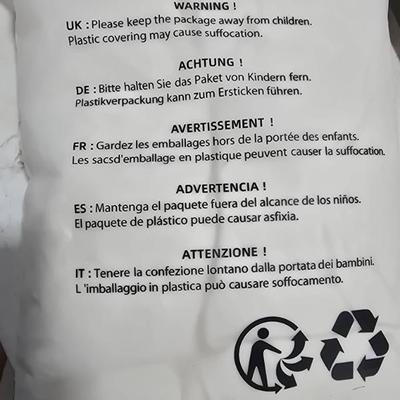 WARNING !
UK : Please keep the package away from children.
Plastic covering may cause suffocation.
ACHTUNG !
DE : Bitte halten Sie das Paket von Kindern fern.
Plastikverpackung kann zum Ersticken führen.
AVERTISSEMENT !
FR : Gardez les emballages hors de la portée des enfants.
Les sacsd'emballage en plastique peuvent causer la suffocation.
ADVERTENCIA !
ES : Mantenga el paquete fuera del alcance de los niños.
El paquete de plástico puede causar asfixia.
ATTENZIONE !
IT : Tenere la confezione lontano dalla portata dei bambini.
L 'imballaggio in plastica può causare soffocamento.